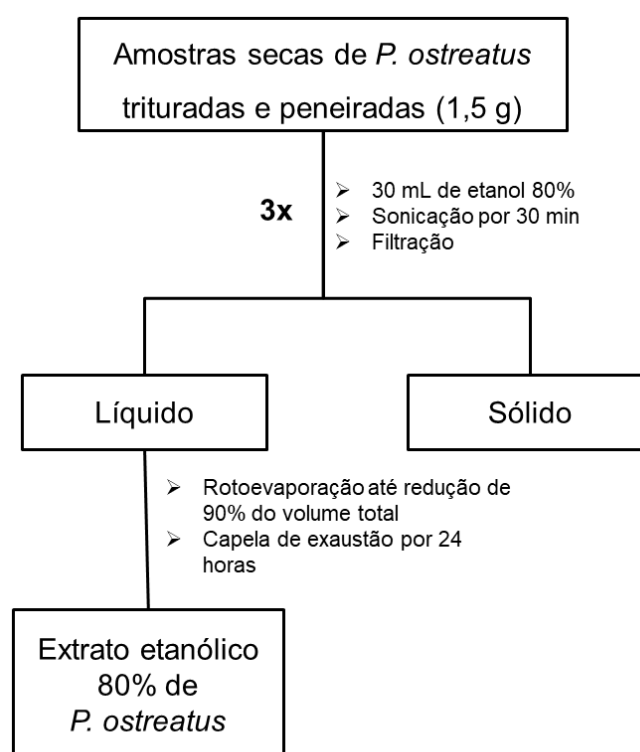 Amostras secas de P. ostreatus
trituradas e peneiradas (1,5 g)
3x
➢ 30 mL de etanol 80%
➢ Sonicação por 30 min
➢ Filtração
Líquido
Sólido
➢ Rotoevaporação até redução de
90% do volume total
➢ Capela de exaustão por 24
horas
Extrato etanólico
80% de
P. ostreatus